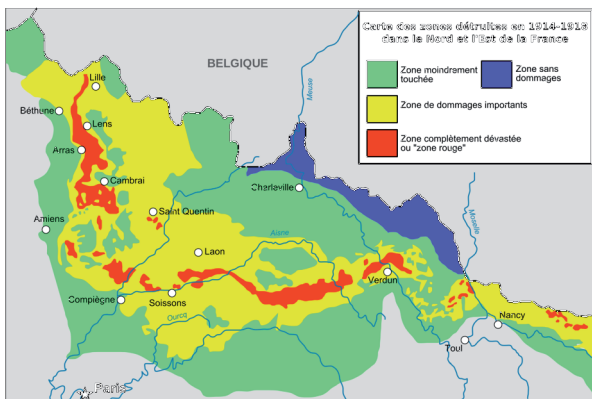 Carte des zones détruites en 1914-1918
dans le Nord et l'Est de la France
Zone moindrement
touchée
Zone sans
dommages
Zone de dommages importants
Zone complètement dévastée
ou "zone rouge"
BELGIQUE
Meuse
Lille
Béthune
Lens
Arras
Cambrai
Charleville
Saint Quentin
Moselle
Amiens
Aisne
Laon
Verdun
Compiègne
Soissons
Ourcq
Nancy
Toul
Paris